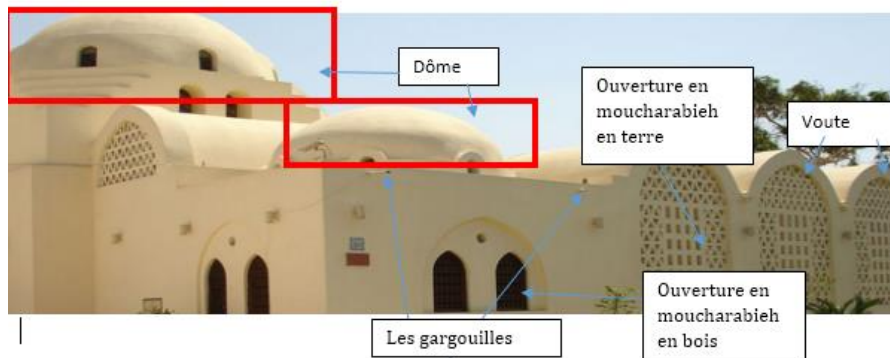 Dôme
Ouverture en
moucharabieh
en terre
Voute
Les gargouilles
Ouverture en
moucharabieh
en bois